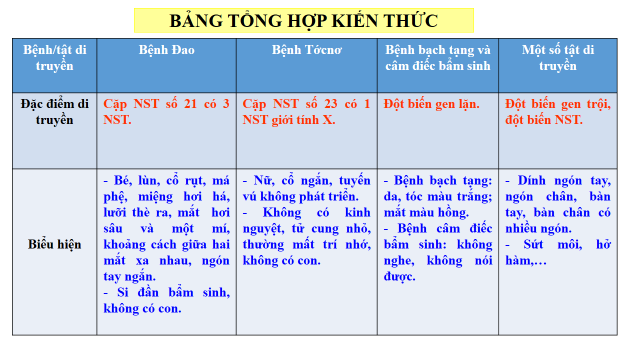 BẢNG TỔNG HỢP KIẾN THỨC
Bệnh/tật di
truyền
Bệnh Đao
Bệnh Tớcnơ
Bệnh bạch tạng và
câm điếc bẩm sinh
Một số tật di
truyền
Đặc điểm di
truyền
Cặp NST số 21 có 3
NST.
Cặp NST số 23 có 1
NST giới tính X.
Đột biến gen lặn.
Đột biến gen trội,
đột biến NST.
Biểu hiện
- Bé, lùn, cổ rụt, má
phệ, miệng hơi há,
lưỡi thè ra, mắt hơi
sâu và một mí,
khoảng cách giữa hai
mắt xa nhau, ngón
tay ngắn.
- Si đần bẩm sinh,
không có con.
- Nữ, cổ ngắn, tuyến
vú không phát triển.
- Không có kinh
nguyệt, tử cung nhỏ,
thường mất trí nhớ,
không có con.
- Bệnh bạch tạng:
da, tóc màu trắng;
mắt màu hồng.
- Bệnh câm điếc
bẩm sinh: không
nghe, không nói
được.
- Dính ngón tay,
ngón chân, bàn
tay, bàn chân có
nhiều ngón.
- Sứt môi, hở
hàm,...